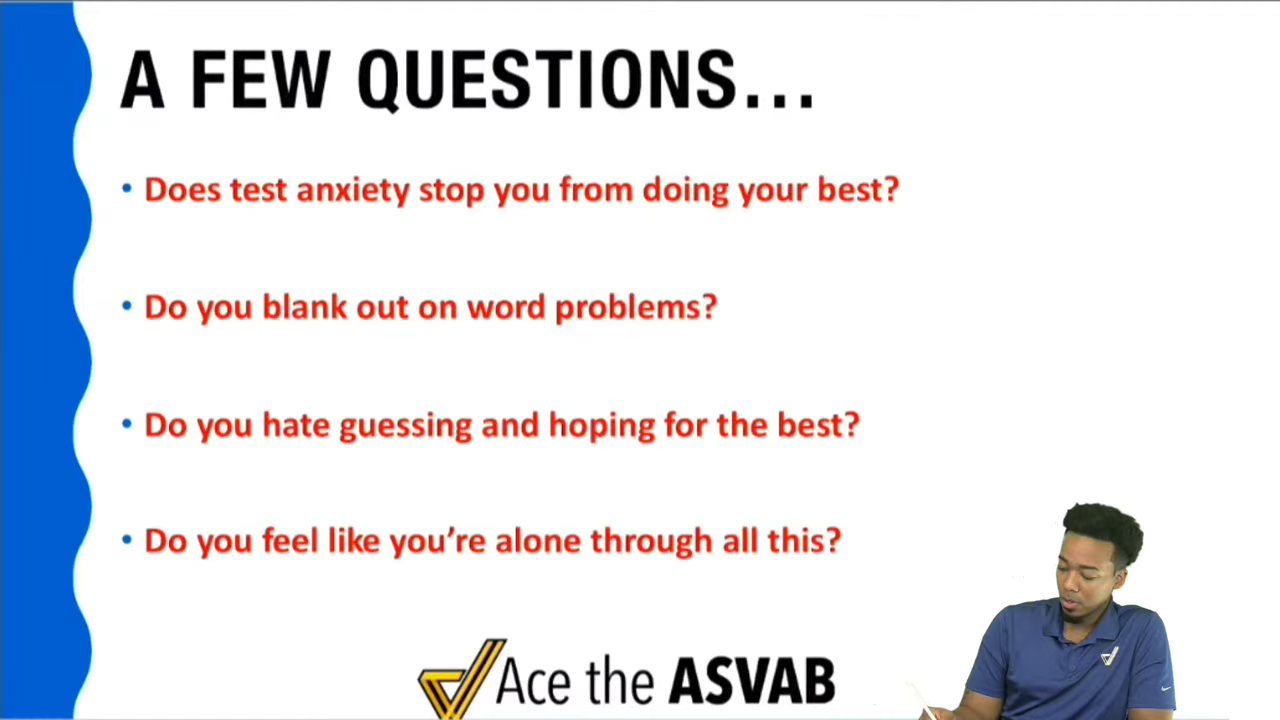 A FEW QUESTIONS...
• Does test anxiety stop you from doing your best?
• Do you blank out on word problems?
• Do you hate guessing and hoping for the best?
• Do you feel like you’re alone through all this?
Ace the ASVAB